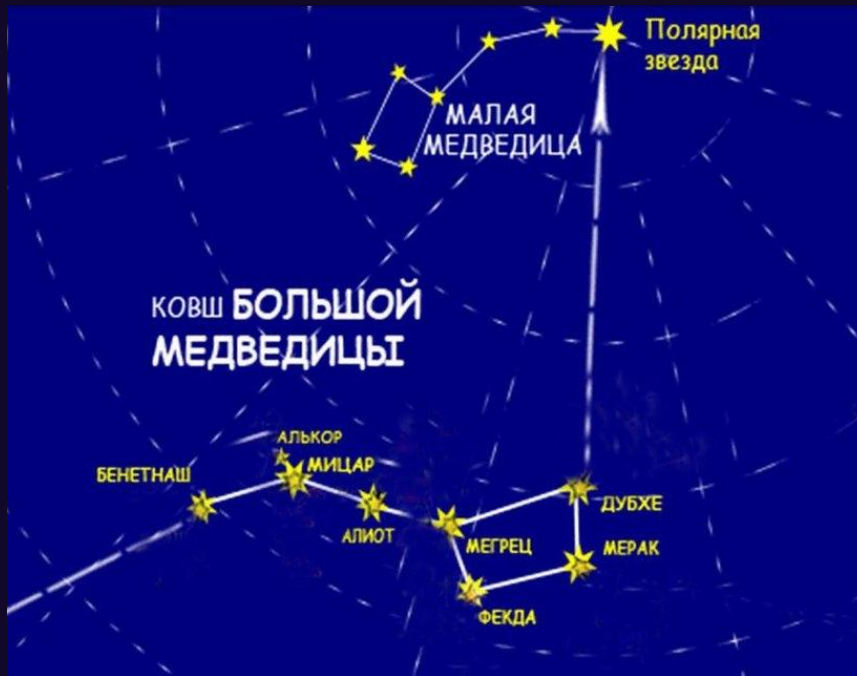 Полярная
звезда
МАЛАЯ
МЕДВЕДИЦА
КОВШ БОЛЬШОЙ
МЕДВЕДИЦЫ
АЛЬКОР
БЕНЕТНАШ
МИЦАР
АЛИОТ
МЕГРЕЦ
ДУБХЕ
МЕРАК
ФЕКДА